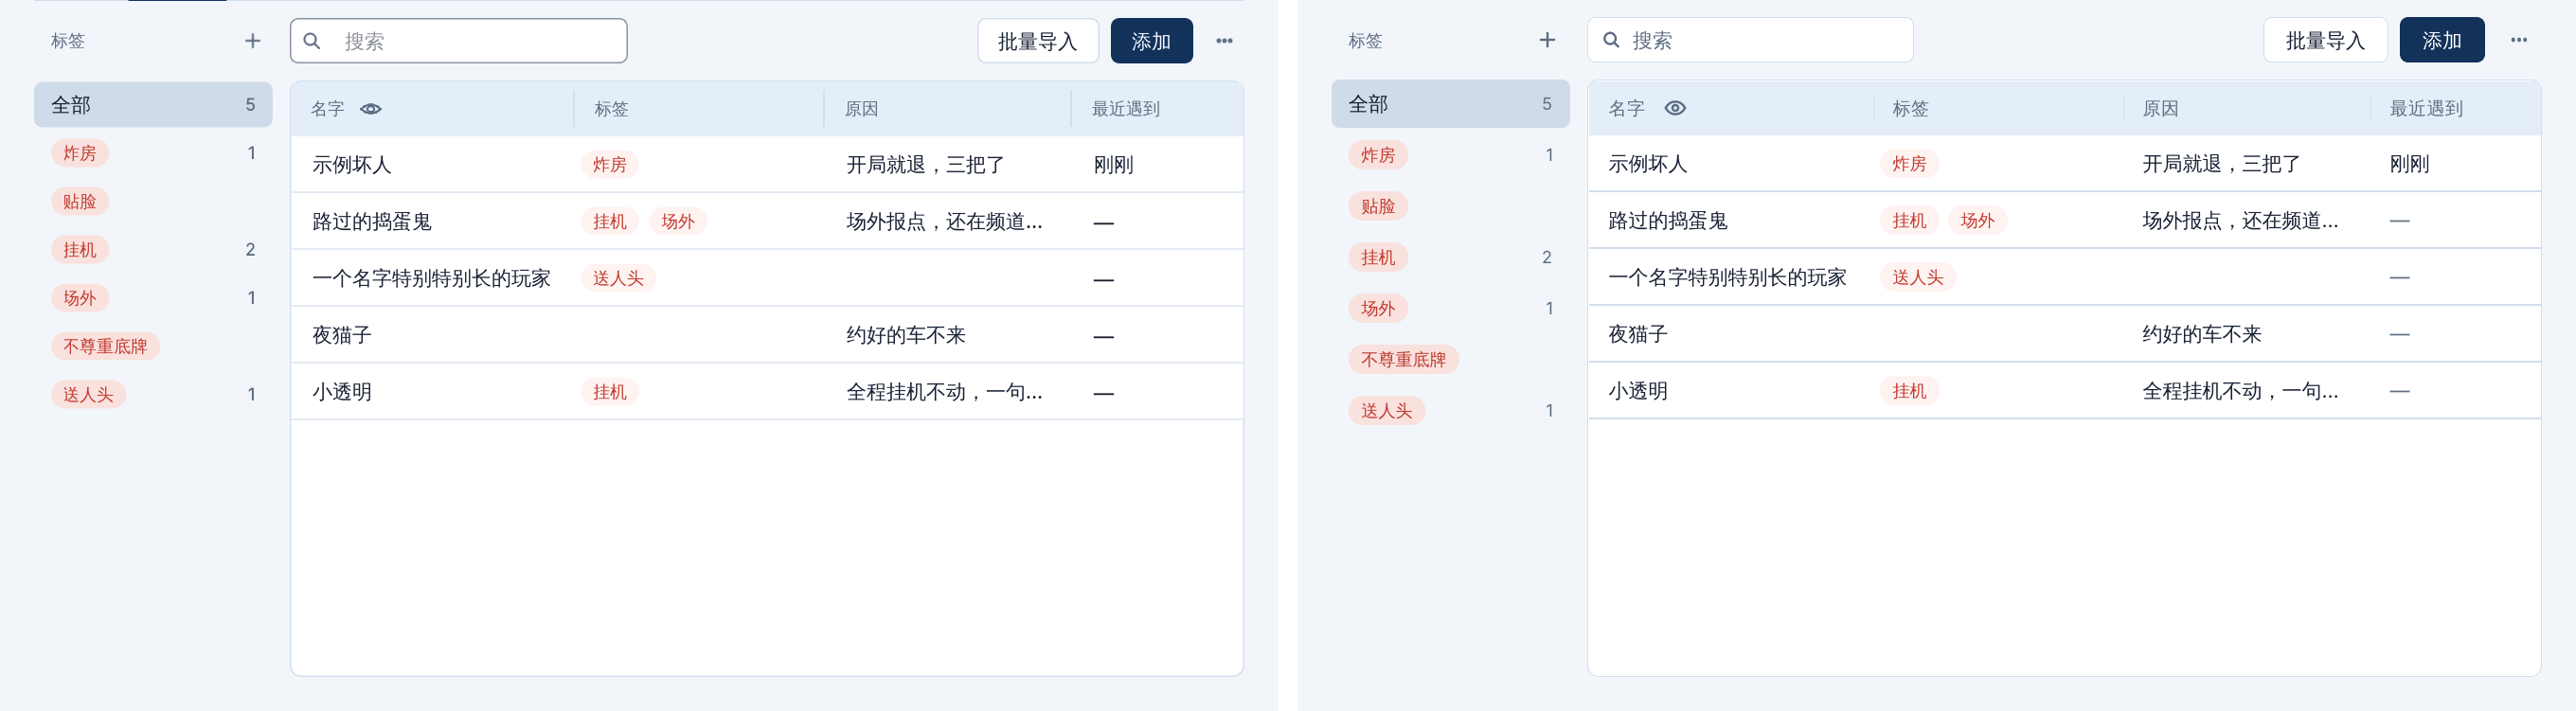 标签 + 搜索 批量导入 添加 ...
全部 5
炸房 1
贴脸
挂机 2
场外 1
不尊重底牌
送人头 1
名字 标签 原因 最近遇到
示例坏人 炸房 开局就退，三把了 刚刚
路过的捣蛋鬼 挂机 场外 场外报点，还在频道... —
一个名字特别特别长的玩家 送人头 —
夜猫子 约好的车不来 —
小透明 挂机 全程挂机不动，一句... —
标签 + 搜索 批量导入 添加 ...
全部 5
炸房 1
贴脸
挂机 2
场外 1
不尊重底牌
送人头 1
名字 标签 原因 最近遇到
示例坏人 炸房 开局就退，三把了 刚刚
路过的捣蛋鬼 挂机 场外 场外报点，还在频道... —
一个名字特别特别长的玩家 送人头 —
夜猫子 约好的车不来 —
小透明 挂机 全程挂机不动，一句... —